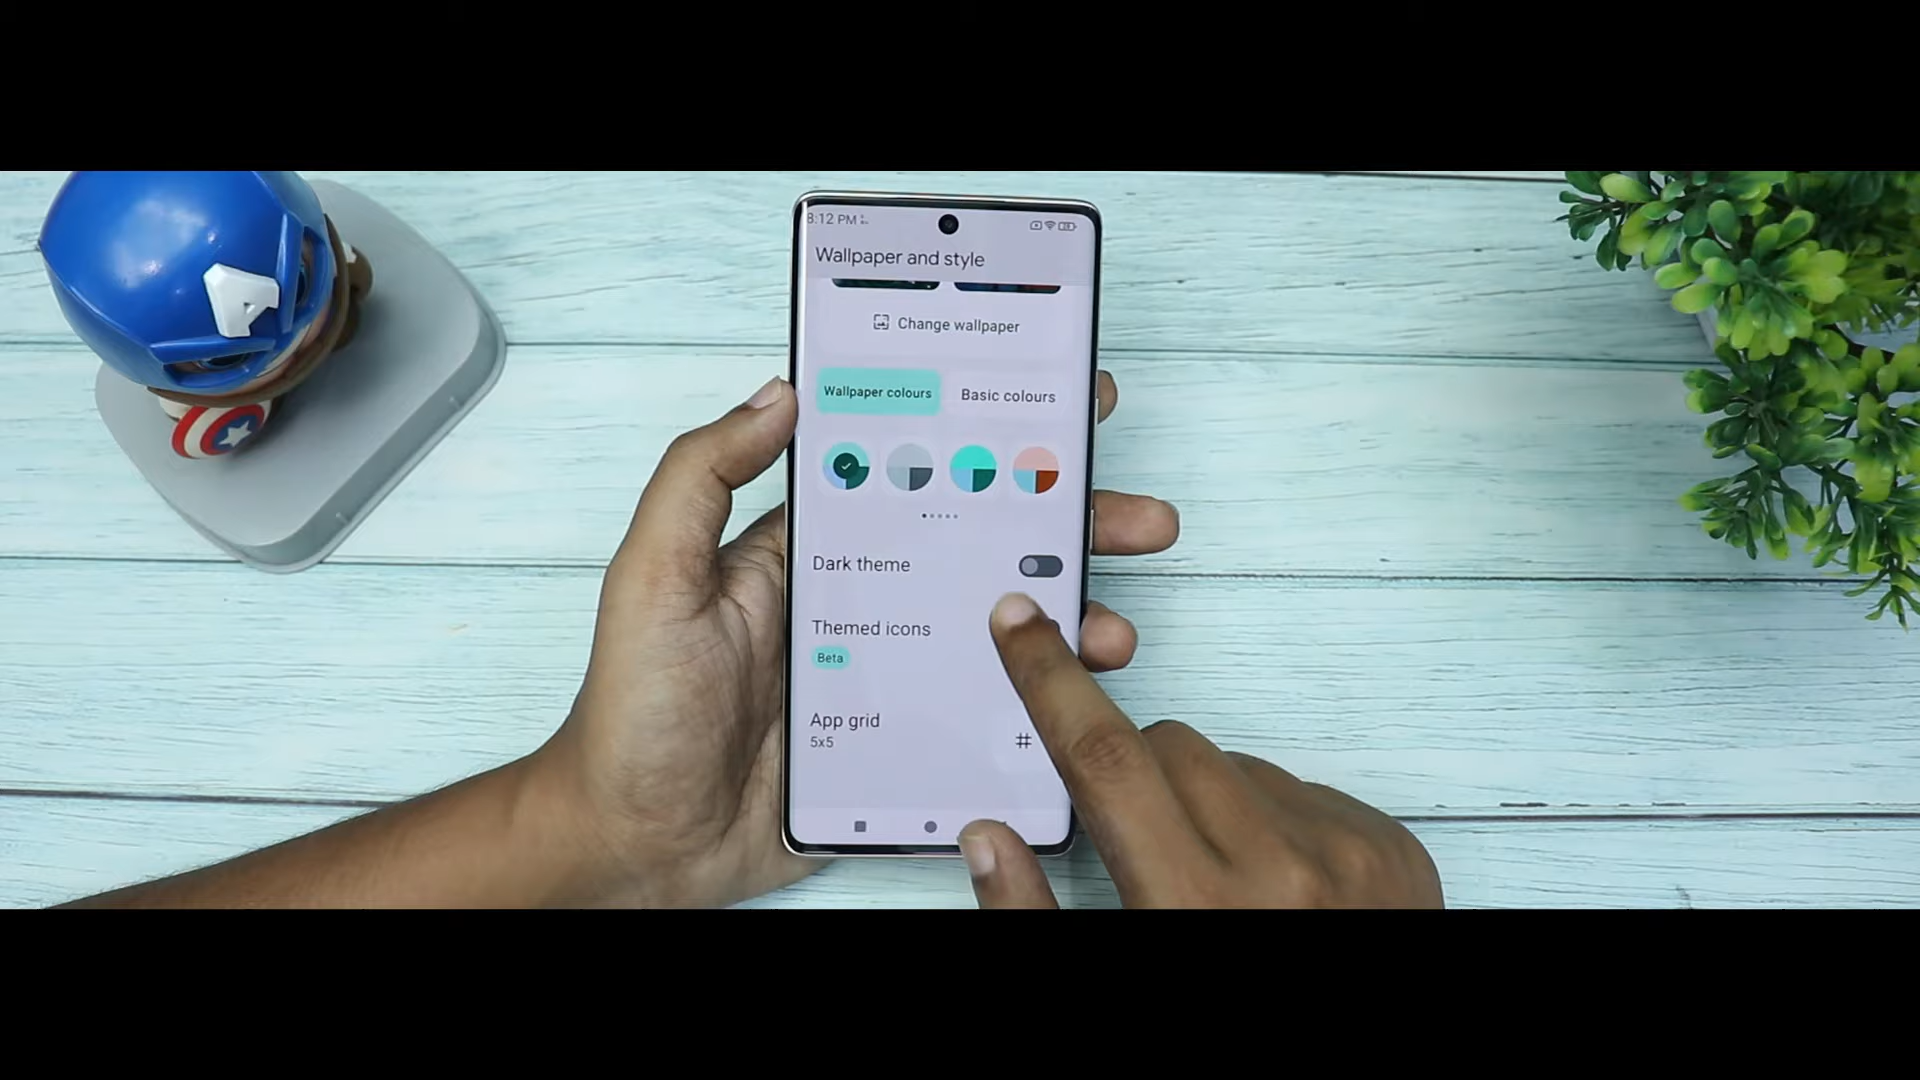 8:12 PM
Wallpaper and style
Change wallpaper
Wallpaper colours
Basic colours
Dark theme
Themed icons
Beta
App grid
5x5
A